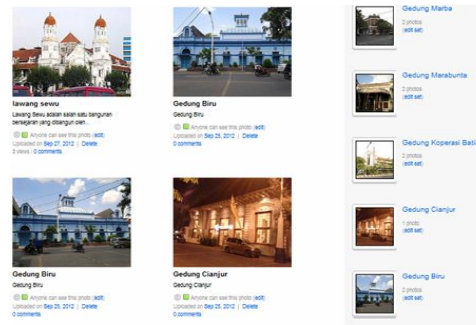 lawang sewu
Lawang Sewu adalah salah satu bangunan
bersejarah yang dibangun oleh..
Anyone can see this photo (edit)
Uploaded on Sep 27, 2012 | Delete
2 views - 0 comments
Gedung Biru
Gedung Biru
Anyone can see this photo (edit)
Uploaded on Sep 25, 2012 | Delete
0 comments
Gedung Biru
Gedung Biru
Anyone can see this photo (edit)
Uploaded on Sep 25, 2012 | Delete
0 comments
Gedung Cianjur
Gedung Cianjur
Anyone can see this photo (edit)
Uploaded on Sep 25, 2012 | Delete
0 comments
Gedung Marba
2 photos
(edit set)
Gedung Marabunta
2 photos
(edit set)
Gedung Koperasi Bati
2 photos
(edit set)
Gedung Cianjur
1 photo
(edit set)
Gedung Biru
2 photos
(edit set)